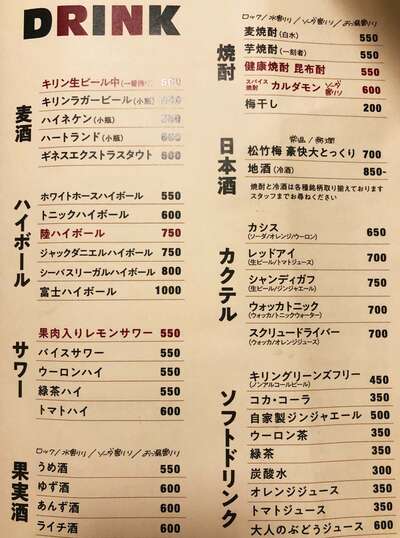 DRINK
麦酒
キリン生ビール中(一番搾り) 550
キリンラガービール(小瓶)
ハイネケン(小瓶)
ハートランド(小瓶) 600
ギネスエクストラスタウト 600
ハイボール
ホワイトホースハイボール 550
トニックハイボール 600
陸ハイボール 750
ジャックダニエルハイボール 750
シーバスリーガルハイボール 800
富士ハイボール 1000
サワー
果肉入りレモンサワー 550
バイスサワー 550
ウーロンハイ 550
緑茶ハイ 550
トマトハイ 600
果実酒
ロック/水割り/ソーダ割り/お湯割り
うめ酒 550
ゆず酒 600
あんず酒 600
ライチ酒 600
焼酎
ロック/水割り/ソーダ割り/お湯割り
麦焼酎(白水) 550
芋焼酎(一刻者) 550
健康焼酎 昆布酎 550
スパイス焼酎 カルダモン ソーダ割り 600
梅干し 200
日本酒
常温/熱燗
松竹梅 豪快大とっくり 700
地酒(冷酒) 850~
焼酎と冷酒は各種銘柄取り揃えております
スタッフまでお尋ねください
カクテル
カシス 650
(ソーダ/オレンジ/ウーロン)
レッドアイ 700
(生ビール/トマトジュース)
シャンディガフ 750
(生ビール/ジンジャエール)
ウォッカトニック 700
(ウォッカ/トニックウォーター)
スクリュードライバー 700
(ウォッカ/オレンジジュース)
ソフトドリンク
キリングリーンズフリー 450
(ノンアルコールビール)
コカ・コーラ 350
自家製ジンジャエール 500
ウーロン茶 350
緑茶 350
炭酸水 300
オレンジジュース 350
トマトジュース 350
大人のぶどうジュース 600